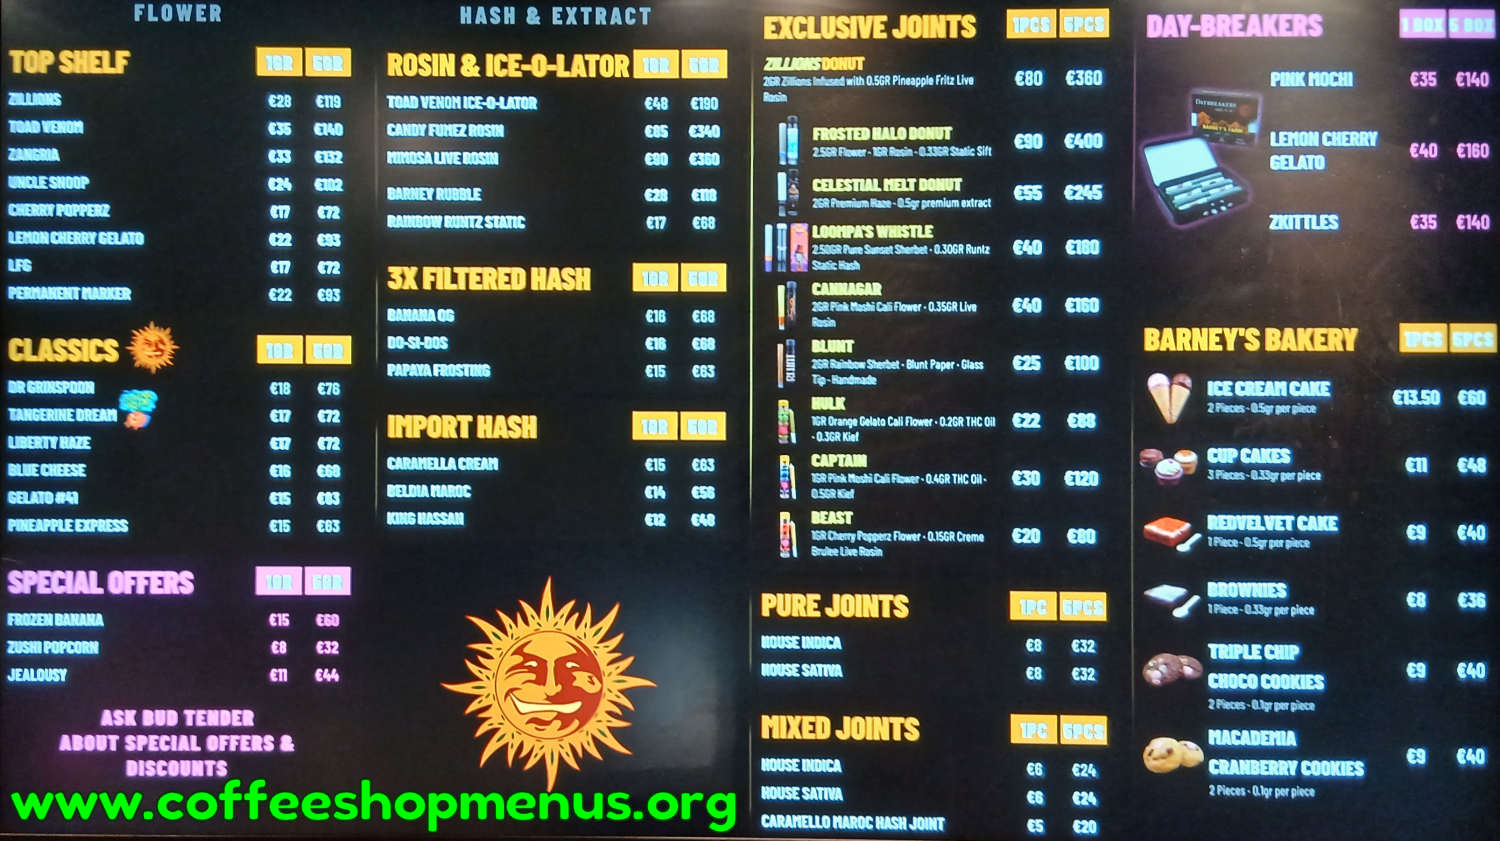 FLOWER
TOP SHELF 1GR 5GR
ZILLIONS €28 €119
TOAD VENOM €35 €140
ZANGRIA €33 €132
UNCLE SNOOP €24 €102
CHERRY POPPERZ €17 €72
LEMON CHERRY GELATO €22 €93
LFG €17 €72
PERMANENT MARKER €22 €93
CLASSICS 1GR 5GR
DR GRINSPOON €18 €76
TANGERINE DREAM €17 €72
LIBERTY HAZE €17 €72
BLUE CHEESE €16 €68
GELATO #41 €15 €63
PINEAPPLE EXPRESS €15 €63
SPECIAL OFFERS 1GR 5GR
FROZEN BANANA €15 €60
ZUSHI POPCORN €8 €32
JEALOUSY €11 €44
ASK BUD TENDER
ABOUT SPECIAL OFFERS &
DISCOUNTS
HASH & EXTRACT
ROSIN & ICE-O-LATOR 1GR 5GR
TOAD VENOM ICE-O-LATOR €48 €190
CANDY FUMEZ ROSIN €85 €340
MIMOSA LIVE ROSIN €90 €360
BARNEY RUBBLE €28 €118
RAINBOW RUNTZ STATIC €17 €68
3X FILTERED HASH 1GR 5GR
BANANA OG €16 €68
DO-SI-DOS €16 €68
PAPAYA FROSTING €15 €63
IMPORT HASH 1GR 5GR
CARAMELLA CREAM €15 €63
BELDIA MAROC €14 €56
KING HASSAN €12 €48
EXCLUSIVE JOINTS 1PCS 5PCS
ZILLIONS DONUT €80 €360
2GR Zillions Infused with 0.5GR Pineapple Fritz Live
Rosin
FROSTED HALO DONUT €90 €400
2.5GR Flower - 1GR Rosin - 0.33GR Static Sift
CELESTIAL MELT DONUT €55 €245
2GR Premium Haze - 0.5gr premium extract
LOOMPA'S WHISTLE €40 €180
2.50GR Pure Sunset Sherbet - 0.30GR Runtz
Static Hash
CANNAGAR €40 €160
2GR Pink Moshi Cali Flower - 0.35GR Live
Rosin
BLUNT €25 €100
2GR Rainbow Sherbet - Blunt Paper - Glass
Tip - Handmade
HULK €22 €88
1GR Orange Gelato Cali Flower - 0.2GR THC Oil
- 0.3GR Kief
CAPTAIN €30 €120
1GR Pink Moshi Cali Flower - 0.4GR THC Oil -
0.5GR Kief
BEAST €20 €80
1GR Cherry Popperz Flower - 0.15GR Creme
Brulee Live Rosin
PURE JOINTS 1PC 5PCS
HOUSE INDICA €8 €32
HOUSE SATIVA €8 €32
MIXED JOINTS 1PC 5PCS
HOUSE INDICA €6 €24
HOUSE SATIVA €6 €24
CARAMELLO MAROC HASH JOINT €5 €20
DAY-BREAKERS 1 BOX 5 BOX
DAYBREAKERS
BARNEY'S FARM
PINK MOCHI €35 €140
LEMON CHERRY
GELATO €40 €160
ZKITTLES €35 €140
BARNEY'S BAKERY 1PCS 5PCS
ICE CREAM CAKE €13.50 €60
2 Pieces - 0.5gr per piece
CUP CAKES €11 €48
3 Pieces - 0.33gr per piece
REDVELVET CAKE €9 €40
1 Piece - 0.5gr per piece
BROWNIES €8 €36
1 Piece - 0.33gr per piece
TRIPLE CHIP
CHOCO COOKIES €9 €40
2 Pieces - 0.1gr per piece
MACADEMIA
CRANBERRY COOKIES €9 €40
2 Pieces - 0.1gr per piece
www.coffeeshopmenus.org